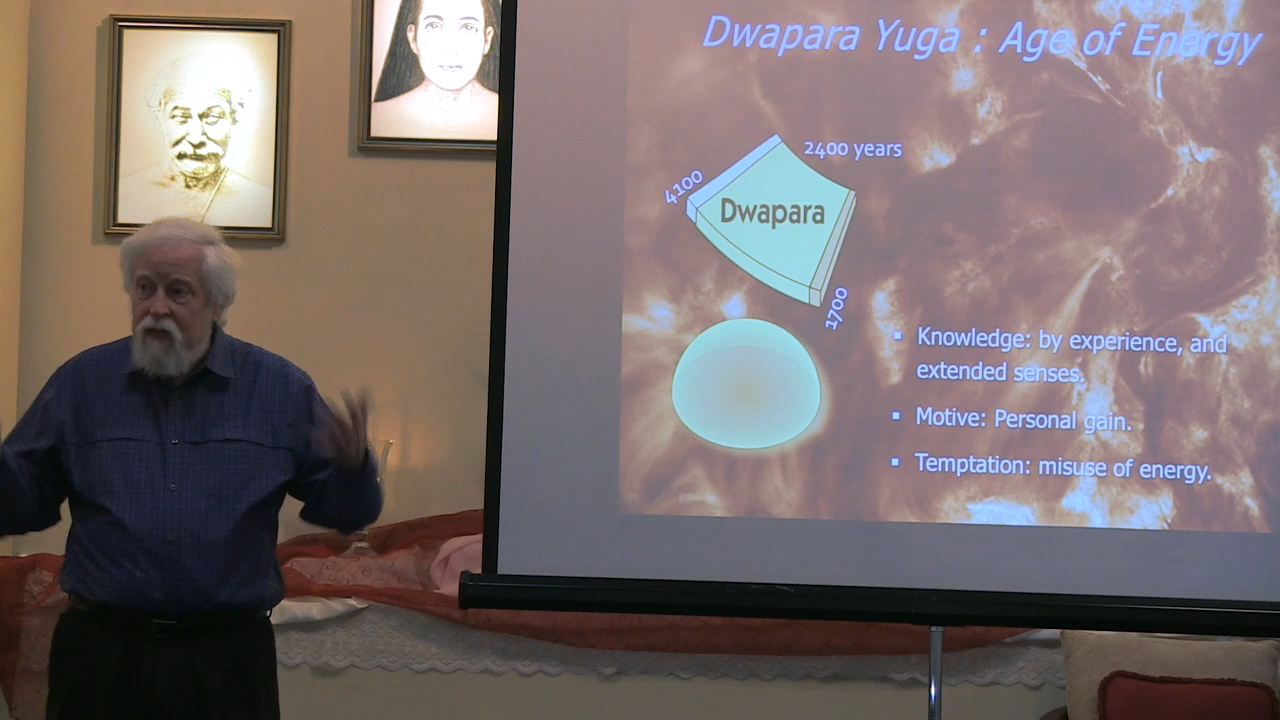 Dwapara Yuga : Age of Energy
2400 years
4100
Dwapara
1700
▪ Knowledge: by experience, and
extended senses.
▪ Motive: Personal gain.
▪ Temptation: misuse of energy.